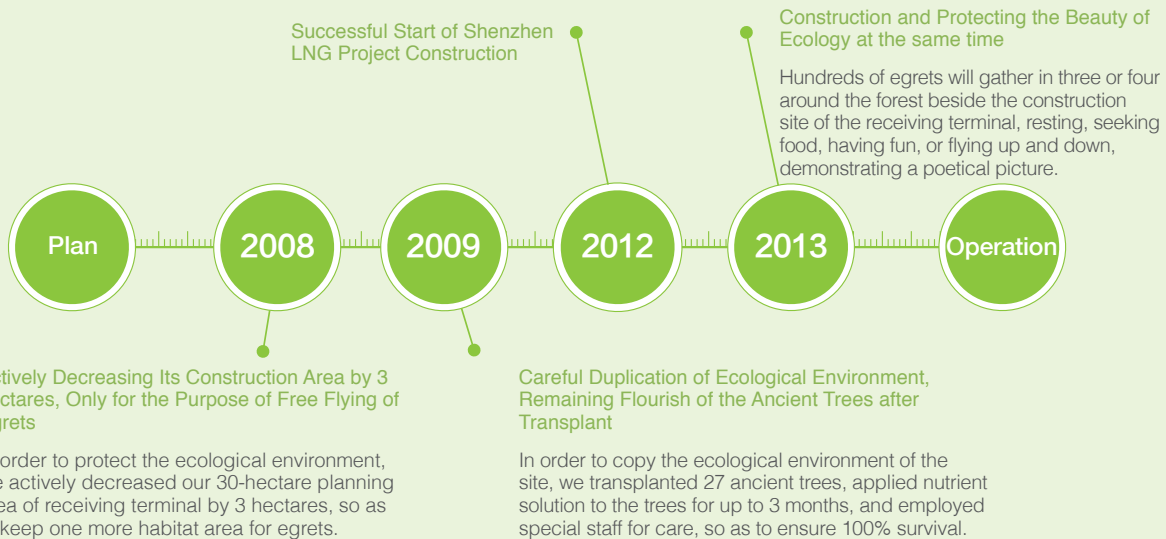 Successful Start of Shenzhen
LNG Project Construction
Construction and Protecting the Beauty of
Ecology at the same time
Hundreds of egrets will gather in three or four
around the forest beside the construction
site of the receiving terminal, resting, seeking
food, having fun, or flying up and down,
demonstrating a poetical picture.
Plan
2008
2009
2012
2013
Operation
ctively Decreasing Its Construction Area by 3
ctares, Only for the Purpose of Free Flying of
grets
order to protect the ecological environment,
e actively decreased our 30-hectare planning
ea of receiving terminal by 3 hectares, so as
keep one more habitat area for egrets.
Careful Duplication of Ecological Environment,
Remaining Flourish of the Ancient Trees after
Transplant
In order to copy the ecological environment of the
site, we transplanted 27 ancient trees, applied nutrient
solution to the trees for up to 3 months, and employed
special staff for care, so as to ensure 100% survival.